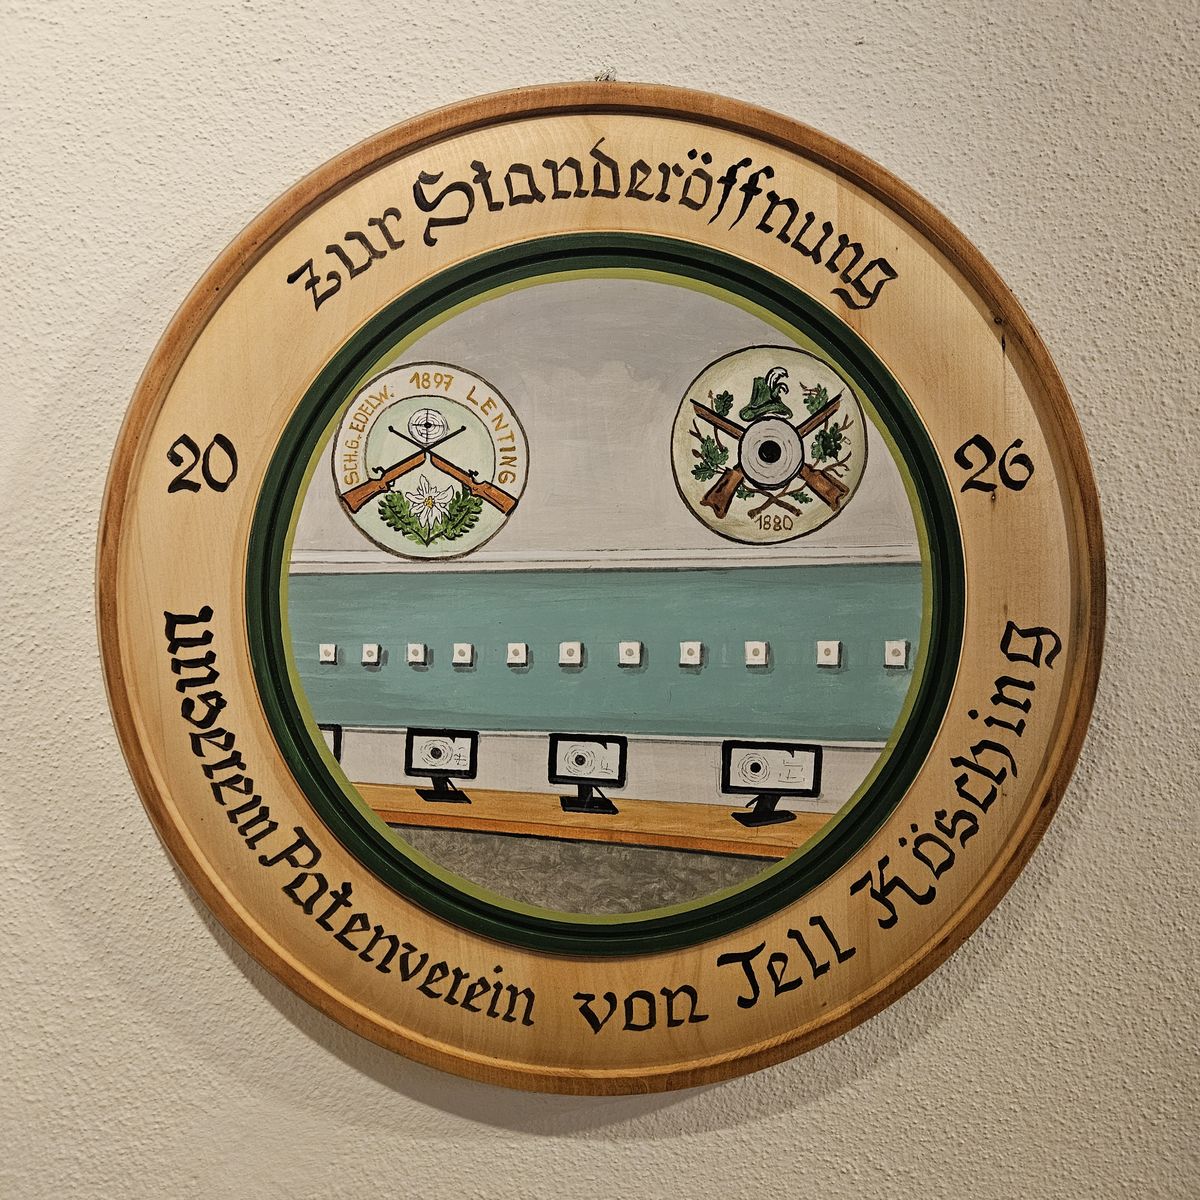 zur Standeröffnung
20 26
SCH.G. EDELW. 1897 LENTING
1880
unserem Patenverein von Tell Kösching